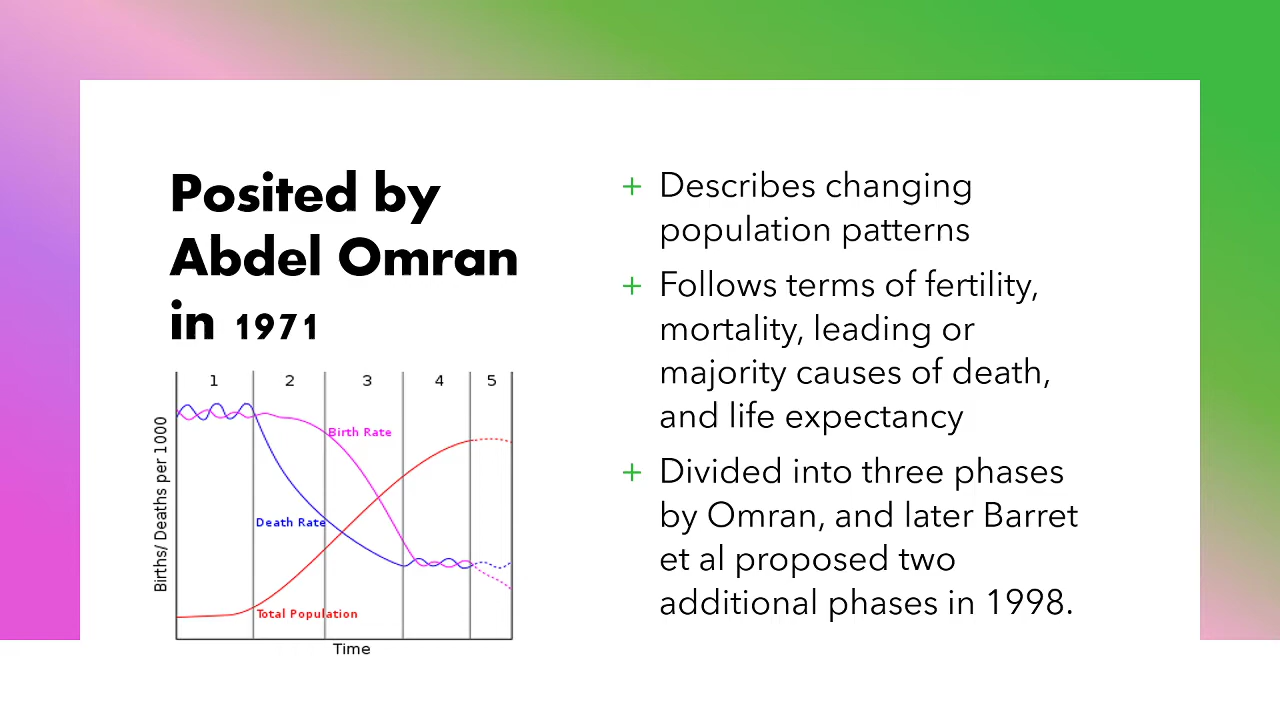 Posited by
Abdel Omran
in 1971
1 2 3 4 5
Birth Rate
Death Rate
Total Population
Births/ Deaths per 1000
Time
+ Describes changing
population patterns
+ Follows terms of fertility,
mortality, leading or
majority causes of death,
and life expectancy
+ Divided into three phases
by Omran, and later Barret
et al proposed two
additional phases in 1998.